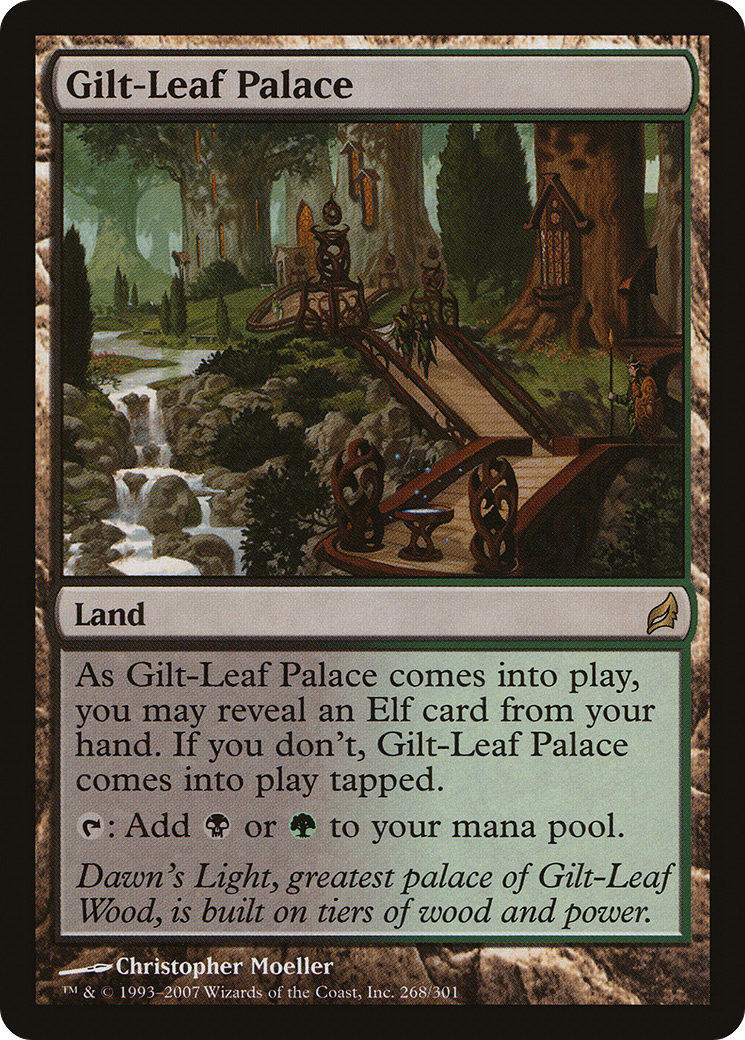 Gilt-Leaf Palace
Land
As Gilt-Leaf Palace comes into play,
you may reveal an Elf card from your
hand. If you don't, Gilt-Leaf Palace
comes into play tapped.
: Add or to your mana pool.
Dawn's Light, greatest palace of Gilt-Leaf
Wood, is built on tiers of wood and power.
Christopher Moeller
™ & © 1993–2007 Wizards of the Coast, Inc. 268/301